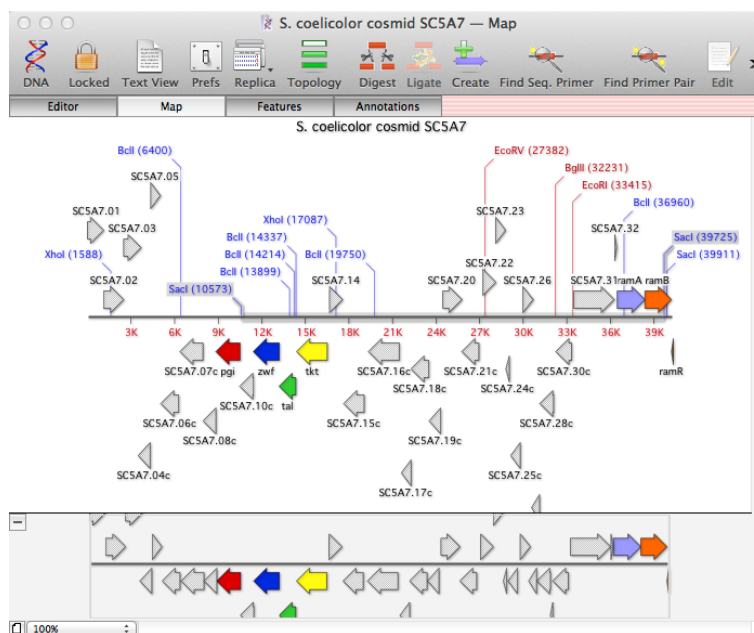 S. coelicolor cosmid SC5A7 — Map
DNA Locked Text View Prefs Replica Topology Digest Ligate Create Find Seq. Primer Find Primer Pair Edit
Editor Map Features Annotations
S. coelicolor cosmid SC5A7
BclI (6400) EcoRV (27382)
SC5A7.05 BglII (32231)
SC5A7.01 EcoRI (33415)
SC5A7.03 XhoI (17087) SC5A7.23 BclI (36960)
BclI (14337) SC5A7.32 SacI (39725)
XhoI (1588) BclI (14214) BclI (19750) SacI (39911)
BclI (13899) SC5A7.22
SC5A7.02 SacI (10573) SC5A7.14 SC5A7.20 SC5A7.26 SC5A7.31 ramA ramB
3K 6K 9K 12K 15K 18K 21K 24K 27K 30K 33K 36K 39K
SC5A7.07c pgi zwf tkt SC5A7.16c SC5A7.21c SC5A7.30c ramR
SC5A7.18c SC5A7.24c
SC5A7.10c tal
SC5A7.06c SC5A7.15c SC5A7.28c
SC5A7.08c SC5A7.19c
SC5A7.04c SC5A7.25c
SC5A7.17c
100%